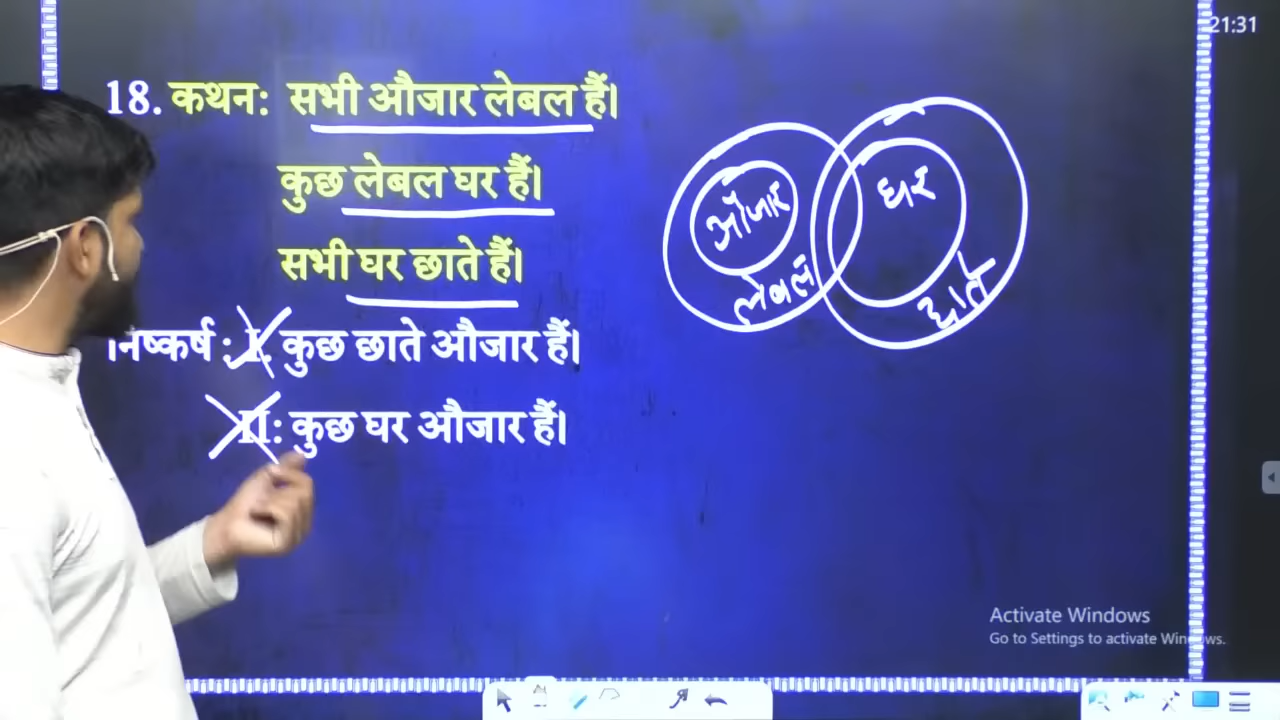 21:31
18. कथन: सभी औजार लेबल हैं।
कुछ लेबल घर हैं।
सभी घर छाते हैं।
निष्कर्ष : I. कुछ छाते औजार हैं।
II: कुछ घर औजार हैं।
औजार
लेबल
घर
छाते
Activate Windows
Go to Settings to activate Windows.